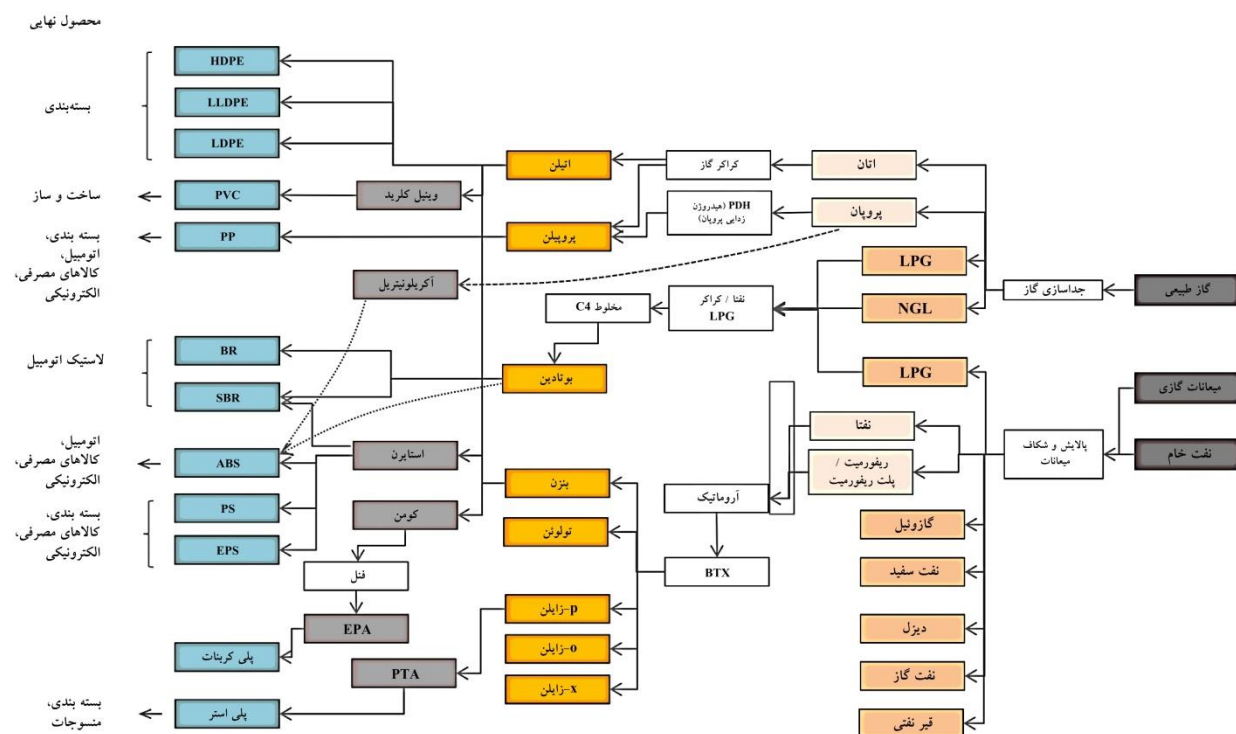 محصول نهایی
HDPE
بسته‌بندی
LLDPE
LDPE
اتیلن
کراکر گاز
اتان
ساخت و ساز
PVC
وینیل کلرید
PDH (هیدروژن
زدایی پروپان)
پروپان
بسته بندی،
اتومبیل،
کالاهای مصرفی،
الکترونیکی
PP
پروپیلن
LPG
آکریلونیتریل
مخلوط C4
نفتا / کراکر
LPG
NGL
جداسازی گاز
گاز طبیعی
لاستیک اتومبیل
BR
SBR
بوتادین
LPG
میعانات گازی
نفتا
پالایش و شکاف
میعانات
نفت خام
اتومبیل،
کالاهای مصرفی،
الکترونیکی
ABS
استایرن
ریفورمیت /
پلت ریفورمیت
بنزن
آروماتیک
بسته بندی،
کالاهای مصرفی،
الکترونیکی
PS
کومن
تولوئن
گازوئیل
EPS
فنل
BTX
نفت سفید
EPA
p-زایلن
دیزل
پلی کربنات
o-زایلن
PTA
x-زایلن
نفت گاز
بسته بندی،
منسوجات
پلی استر
قیر نفتی